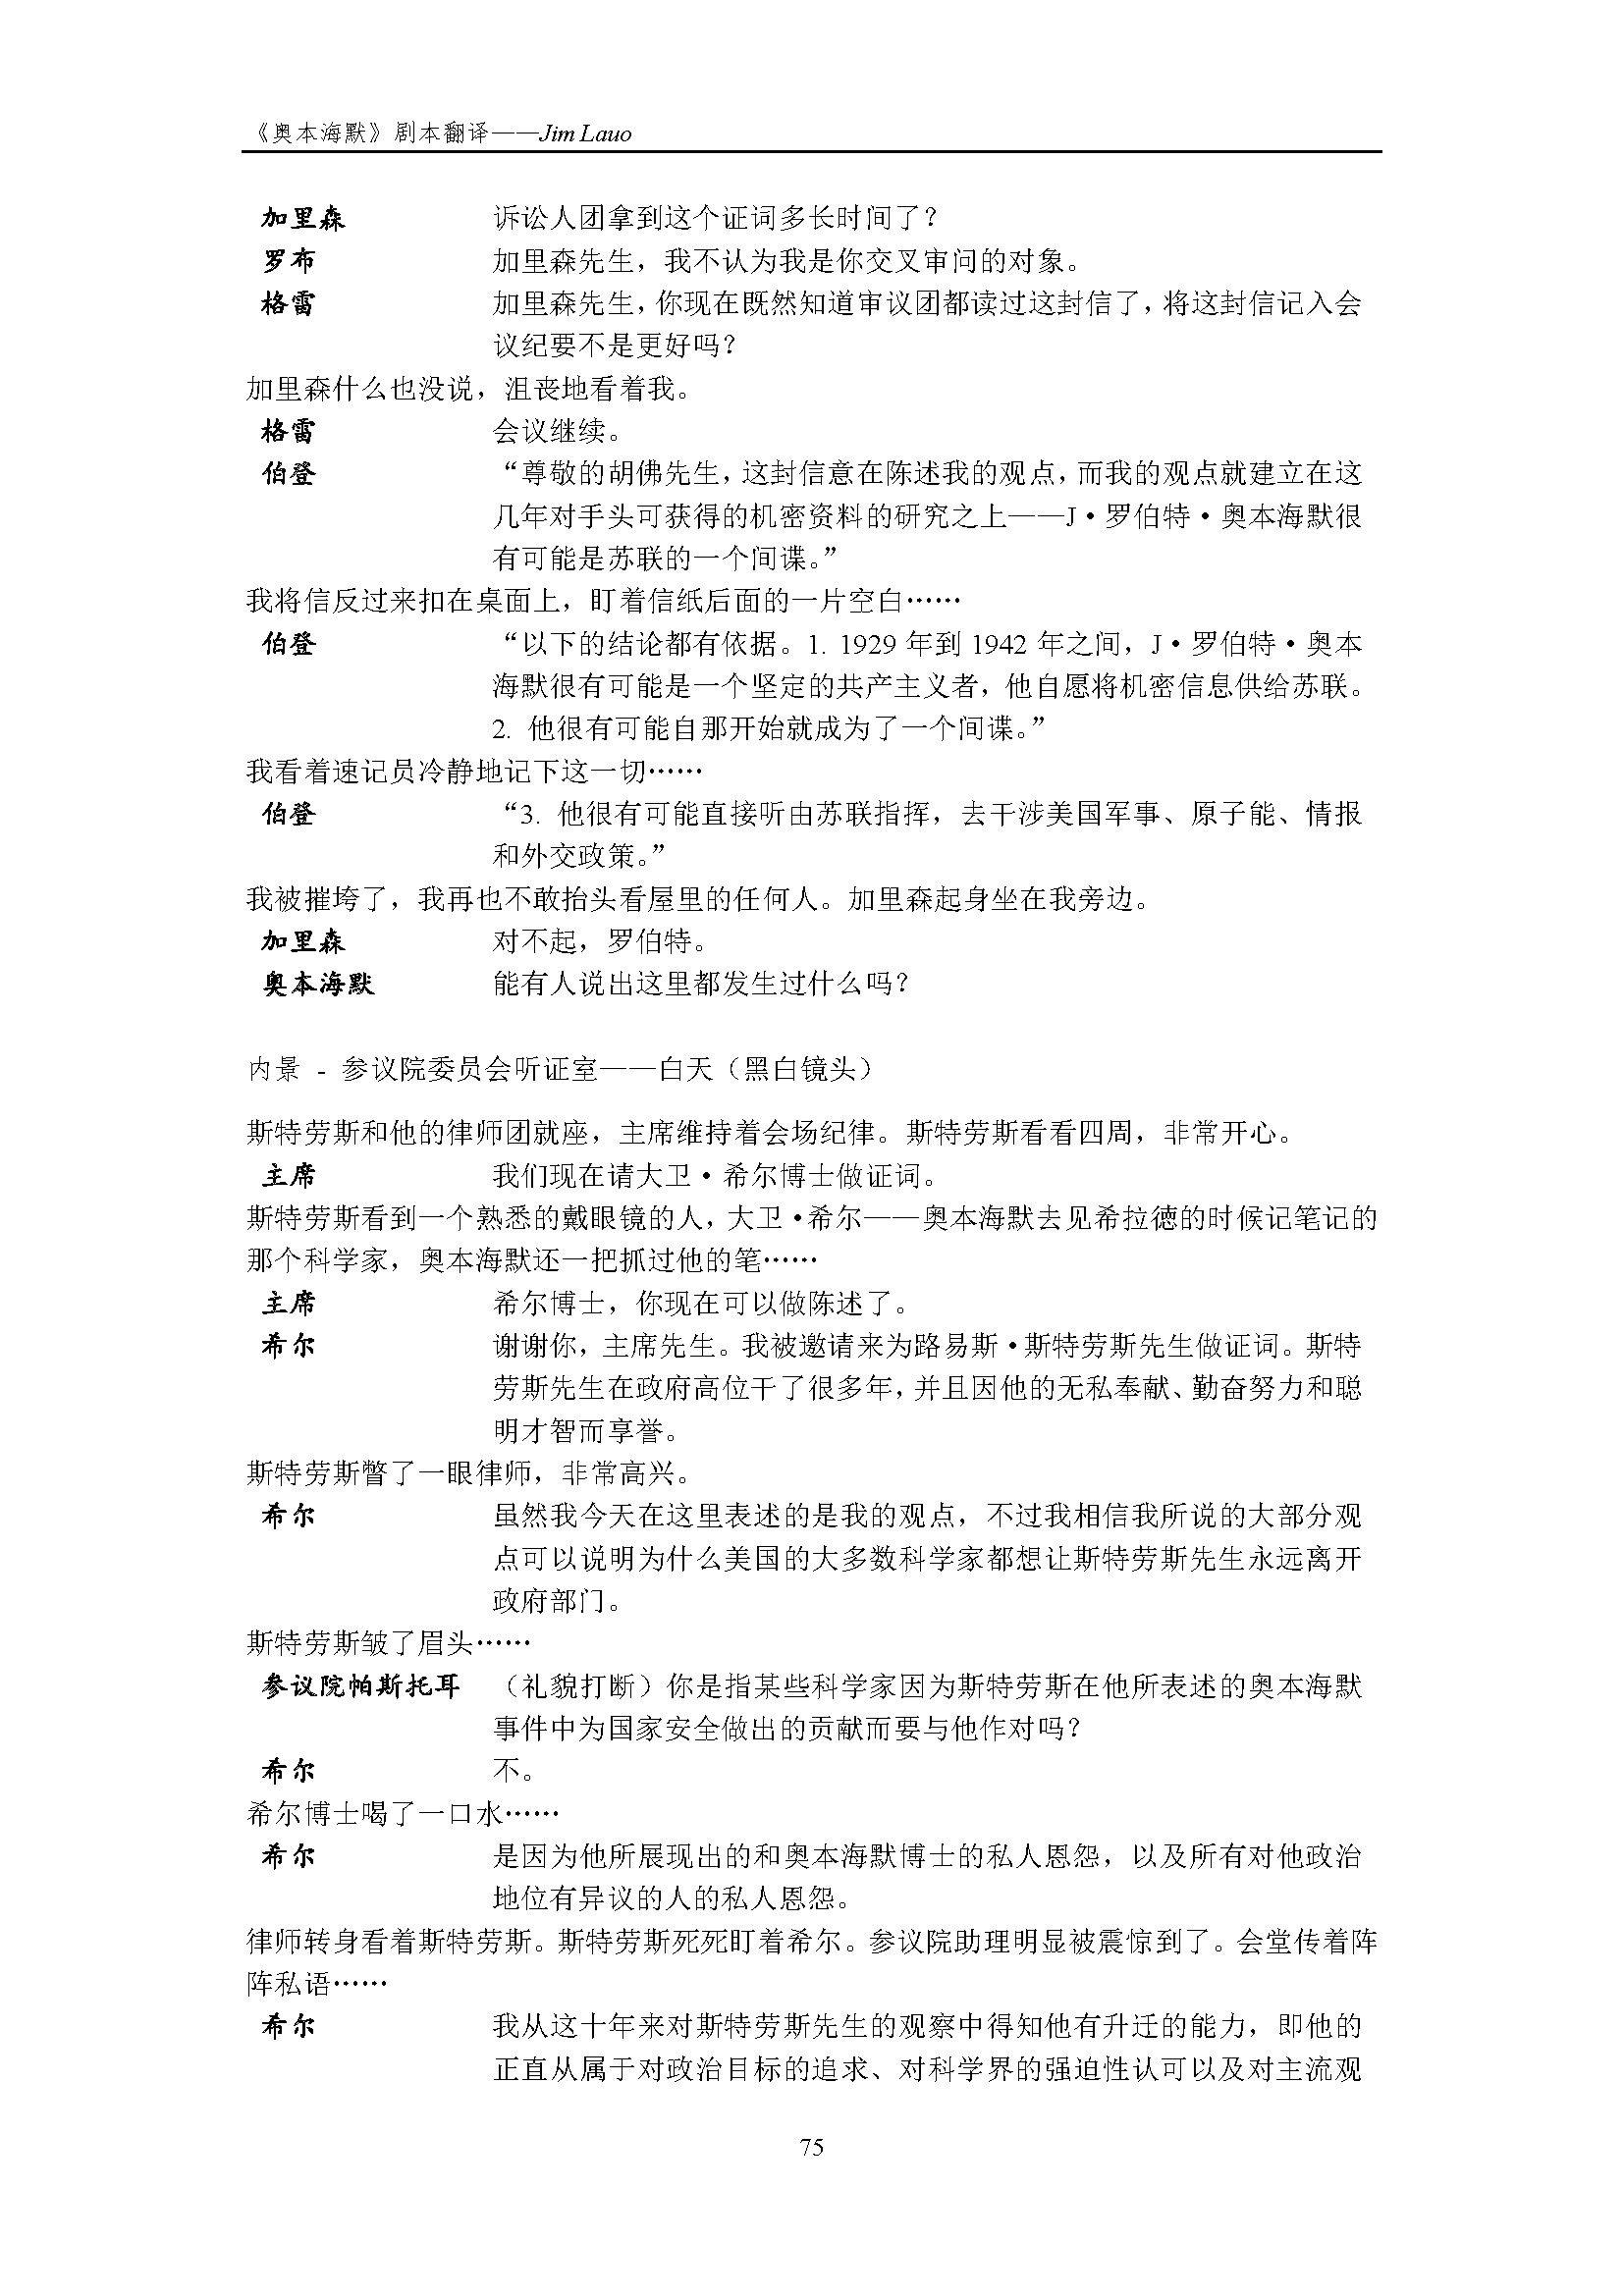 《奥本海默》剧本翻译——Jim Lauo
加里森 诉讼人团拿到这个证词多长时间了？
罗布 加里森先生，我不认为我是你交叉审问的对象。
格雷 加里森先生，你现在既然知道审议团都读过这封信了，将这封信记入会
议纪要不是更好吗？
加里森什么也没说，沮丧地看着我。
格雷 会议继续。
伯登 “尊敬的胡佛先生，这封信意在陈述我的观点，而我的观点就建立在这
几年对手头可获得的机密资料的研究之上——J·罗伯特·奥本海默很
有可能是苏联的一个间谍。”
我将信反过来扣在桌面上，盯着信纸后面的一片空白……
伯登 “以下的结论都有依据。1. 1929 年到 1942 年之间，J·罗伯特·奥本
海默很有可能是一个坚定的共产主义者，他自愿将机密信息供给苏联。
2. 他很有可能自那开始就成为了一个间谍。”
我看着速记员冷静地记下这一切……
伯登 “3. 他很有可能直接听由苏联指挥，去干涉美国军事、原子能、情报
和外交政策。”
我被摧垮了，我再也不敢抬头看屋里的任何人。加里森起身坐在我旁边。
加里森 对不起，罗伯特。
奥本海默 能有人说出这里都发生过什么吗？
内景 - 参议院委员会听证室——白天（黑白镜头）
斯特劳斯和他的律师团就座，主席维持着会场纪律。斯特劳斯看看四周，非常开心。
主席 我们现在请大卫·希尔博士做证词。
斯特劳斯看到一个熟悉的戴眼镜的人，大卫·希尔——奥本海默去见希拉德的时候记笔记的
那个科学家，奥本海默还一把抓过他的笔……
主席 希尔博士，你现在可以做陈述了。
希尔 谢谢你，主席先生。我被邀请来为路易斯·斯特劳斯先生做证词。斯特
劳斯先生在政府高位干了很多年，并且因他的无私奉献、勤奋努力和聪
明才智而享誉。
斯特劳斯瞥了一眼律师，非常高兴。
希尔 虽然我今天在这里表述的是我的观点，不过我相信我所说的大部分观
点可以说明为什么美国的大多数科学家都想让斯特劳斯先生永远离开
政府部门。
斯特劳斯皱了眉头……
参议院帕斯托耳 （礼貌打断）你是指某些科学家因为斯特劳斯在他所表述的奥本海默
事件中为国家安全做出的贡献而要与他作对吗？
希尔 不。
希尔博士喝了一口水……
希尔 是因为他所展现出的和奥本海默博士的私人恩怨，以及所有对他政治
地位有异议的人的私人恩怨。
律师转身看着斯特劳斯。斯特劳斯死死盯着希尔。参议院助理明显被震惊到了。会堂传着阵
阵私语……
希尔 我从这十年来对斯特劳斯先生的观察中得知他有升迁的能力，即他的
正直从属于对政治目标的追求、对科学界的强迫性认可以及对主流观
75